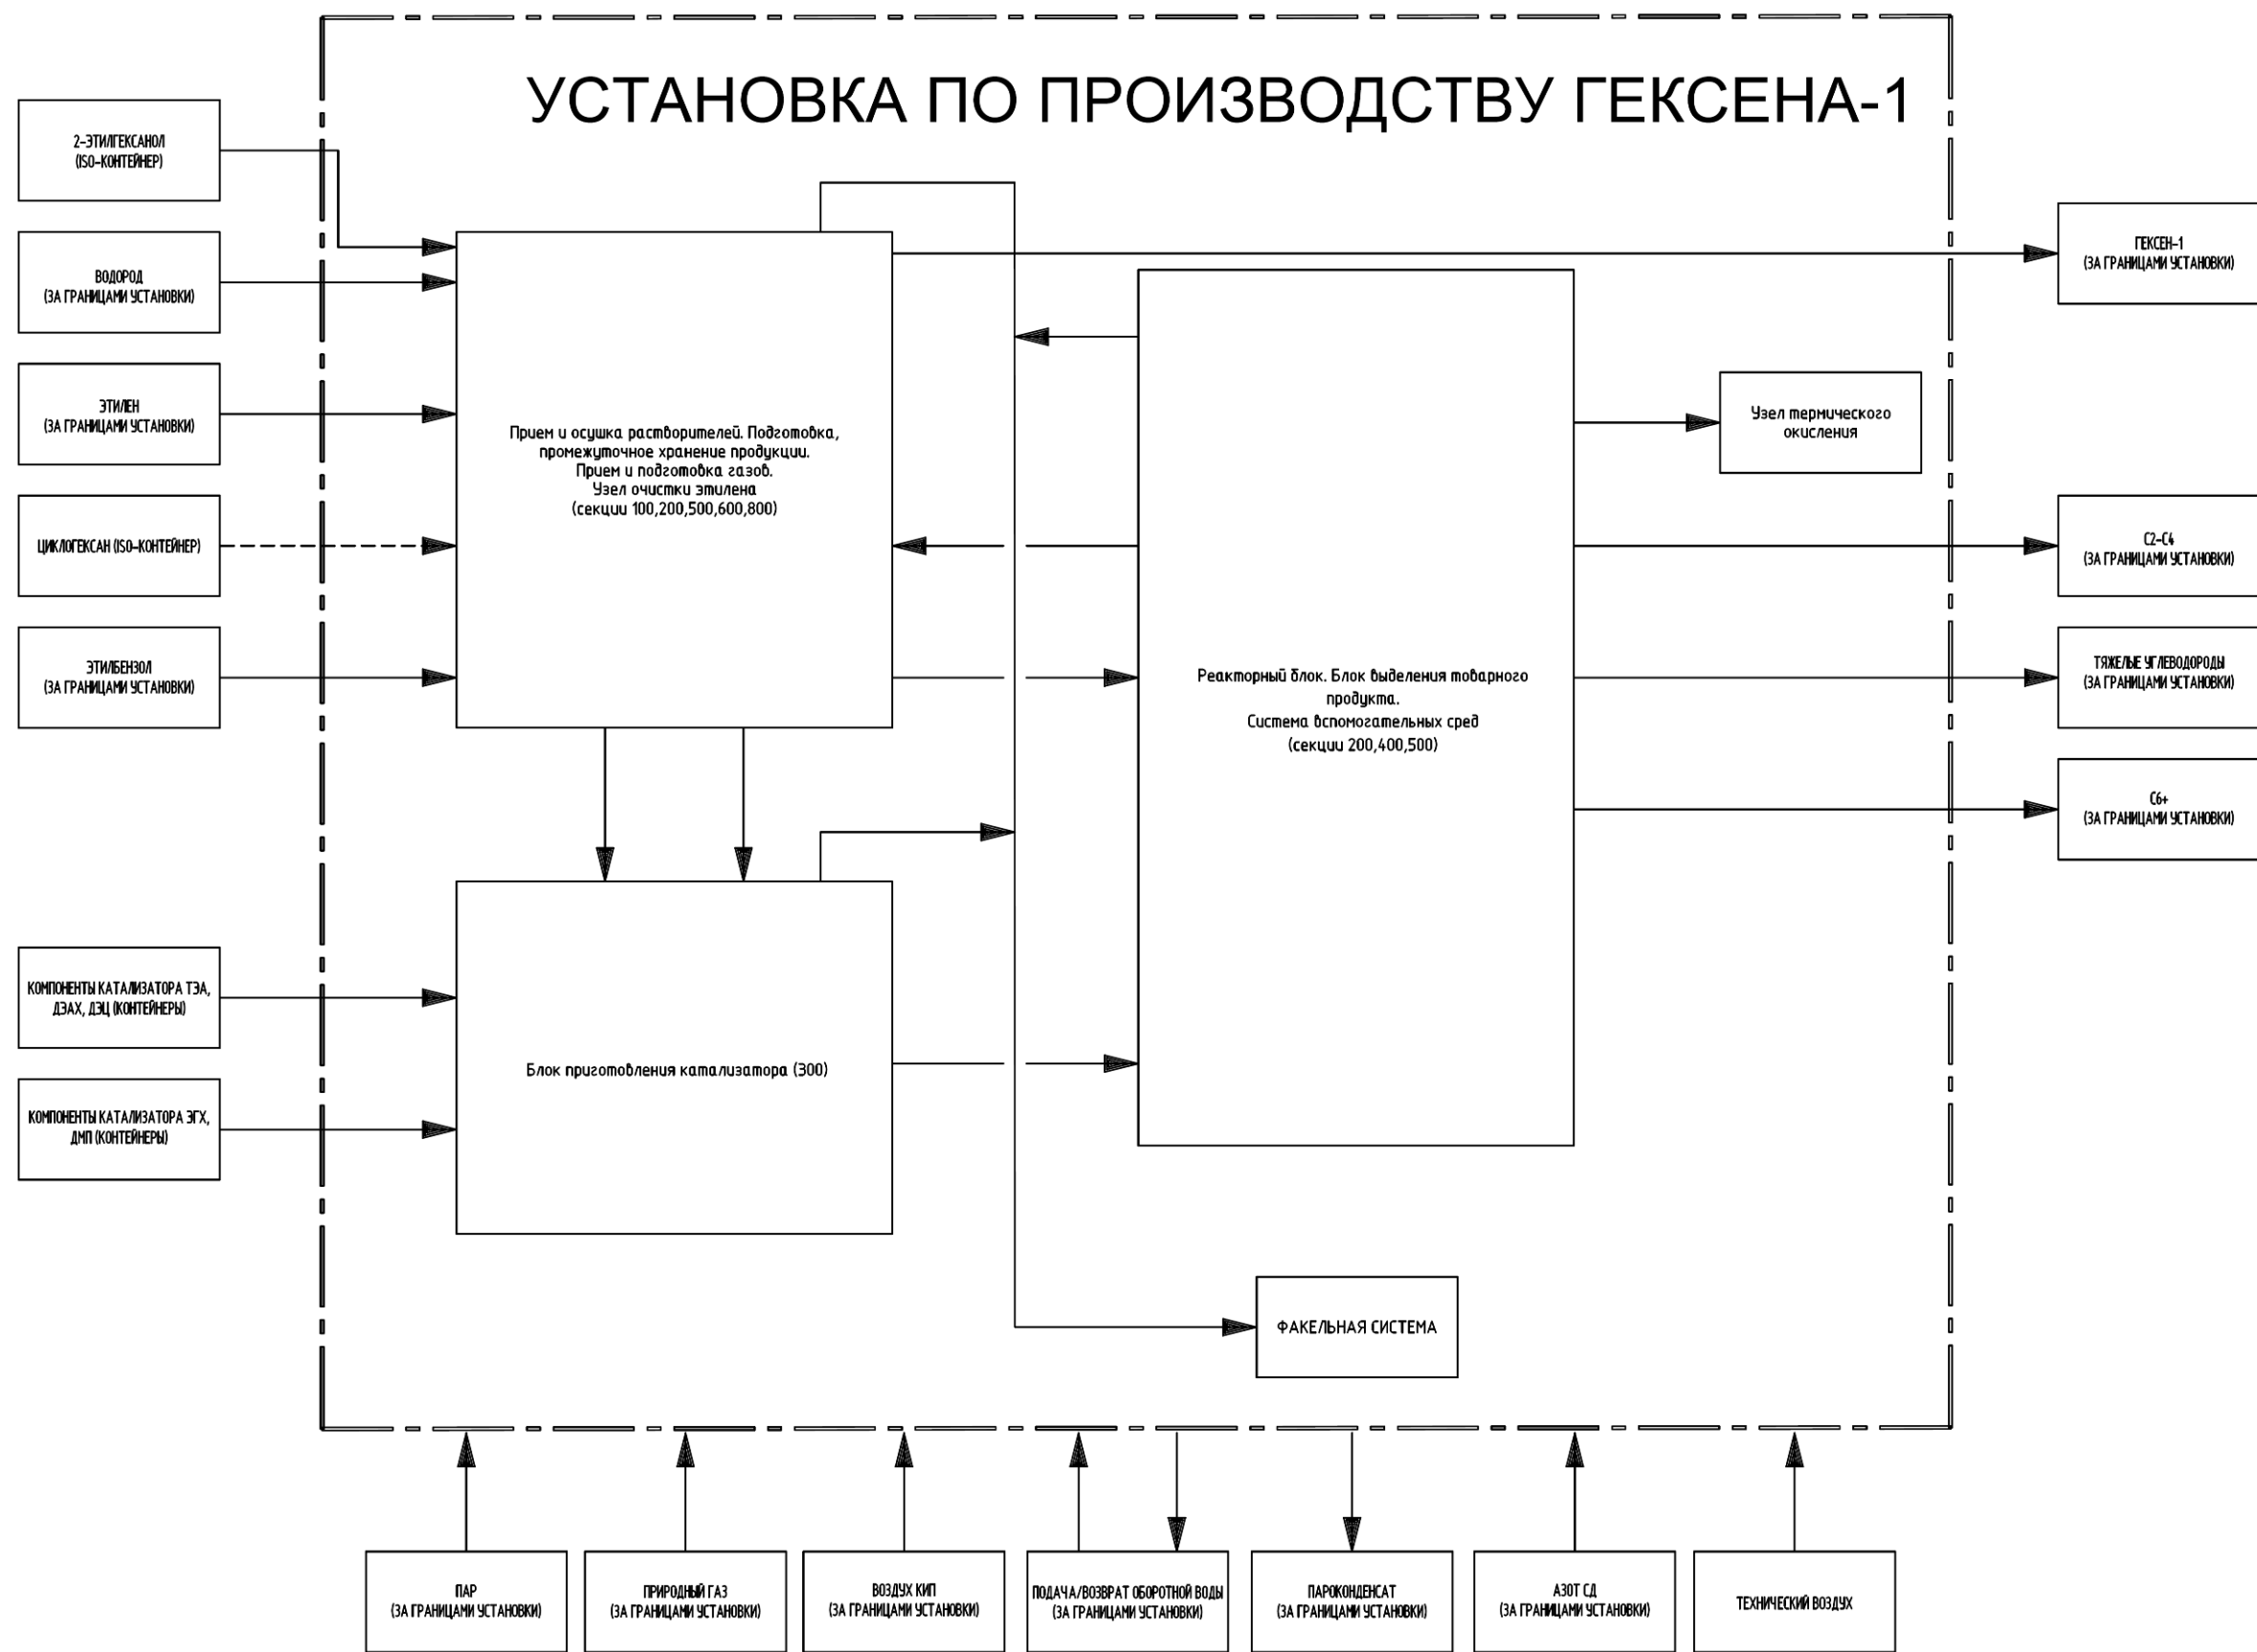 УСТАНОВКА ПО ПРОИЗВОДСТВУ ГЕКСЕНА-1
2-ЭТИЛГЕКСАНОЛ
(ISO-КОНТЕЙНЕР)
ВОДОРОД
(ЗА ГРАНИЦАМИ УСТАНОВКИ)
ЭТИЛЕН
(ЗА ГРАНИЦАМИ УСТАНОВКИ)
ЦИКЛОГЕКСАН (ISO-КОНТЕЙНЕР)
ЭТИЛБЕНЗОЛ
(ЗА ГРАНИЦАМИ УСТАНОВКИ)
КОМПОНЕНТЫ КАТАЛИЗАТОРА ТЭА,
ДЭАХ, ДЭЦ (КОНТЕЙНЕРЫ)
КОМПОНЕНТЫ КАТАЛИЗАТОРА ЭГХ,
ДМП (КОНТЕЙНЕРЫ)
Прием и осушка растворителей. Подготовка,
промежуточное хранение продукции.
Прием и подготовка газов.
Узел очистки этилена
(секции 100,200,500,600,800)
Блок приготовления катализатора (300)
Реакторный блок. Блок выделения товарного
продукта.
Система вспомогательных сред
(секции 200,400,500)
Узел термического
окисления
ФАКЕЛЬНАЯ СИСТЕМА
ГЕКСЕН-1
(ЗА ГРАНИЦАМИ УСТАНОВКИ)
С2-С4
(ЗА ГРАНИЦАМИ УСТАНОВКИ)
ТЯЖЕЛЫЕ УГЛЕВОДОРОДЫ
(ЗА ГРАНИЦАМИ УСТАНОВКИ)
С6+
(ЗА ГРАНИЦАМИ УСТАНОВКИ)
ПАР
(ЗА ГРАНИЦАМИ УСТАНОВКИ)
ПРИРОДНЫЙ ГАЗ
(ЗА ГРАНИЦАМИ УСТАНОВКИ)
ВОЗДУХ КИП
(ЗА ГРАНИЦАМИ УСТАНОВКИ)
ПОДАЧА/ВОЗВРАТ ОБОРОТНОЙ ВОДЫ
(ЗА ГРАНИЦАМИ УСТАНОВКИ)
ПАРОКОНДЕНСАТ
(ЗА ГРАНИЦАМИ УСТАНОВКИ)
АЗОТ СД
(ЗА ГРАНИЦАМИ УСТАНОВКИ)
ТЕХНИЧЕСКИЙ ВОЗДУХ